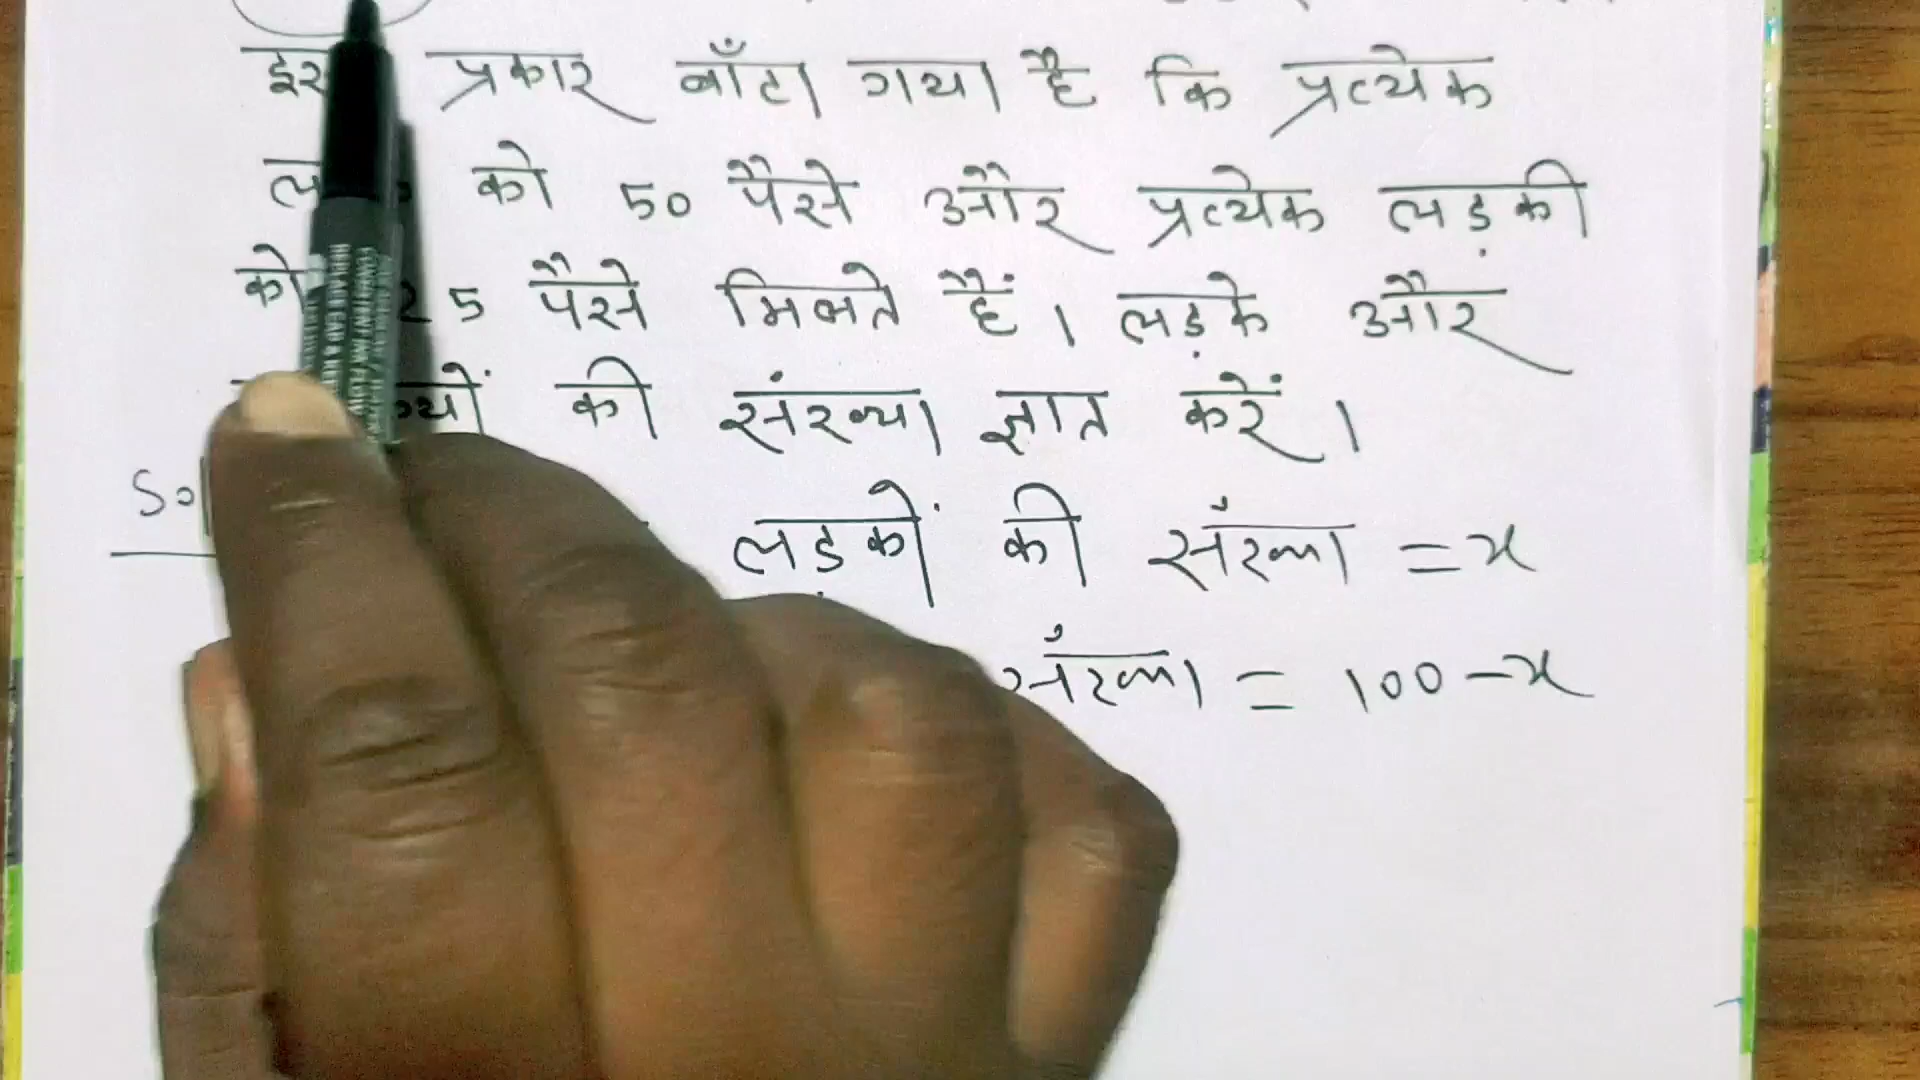 प्रकार बाँटा गया है कि प्रत्येक
को 50 पैसे और प्रत्येक लड़की
को 25 पैसे मिलते हैं। लड़के और
की संख्या ज्ञात करें।
लड़कों की संख्या = x
संख्या = 100 - x